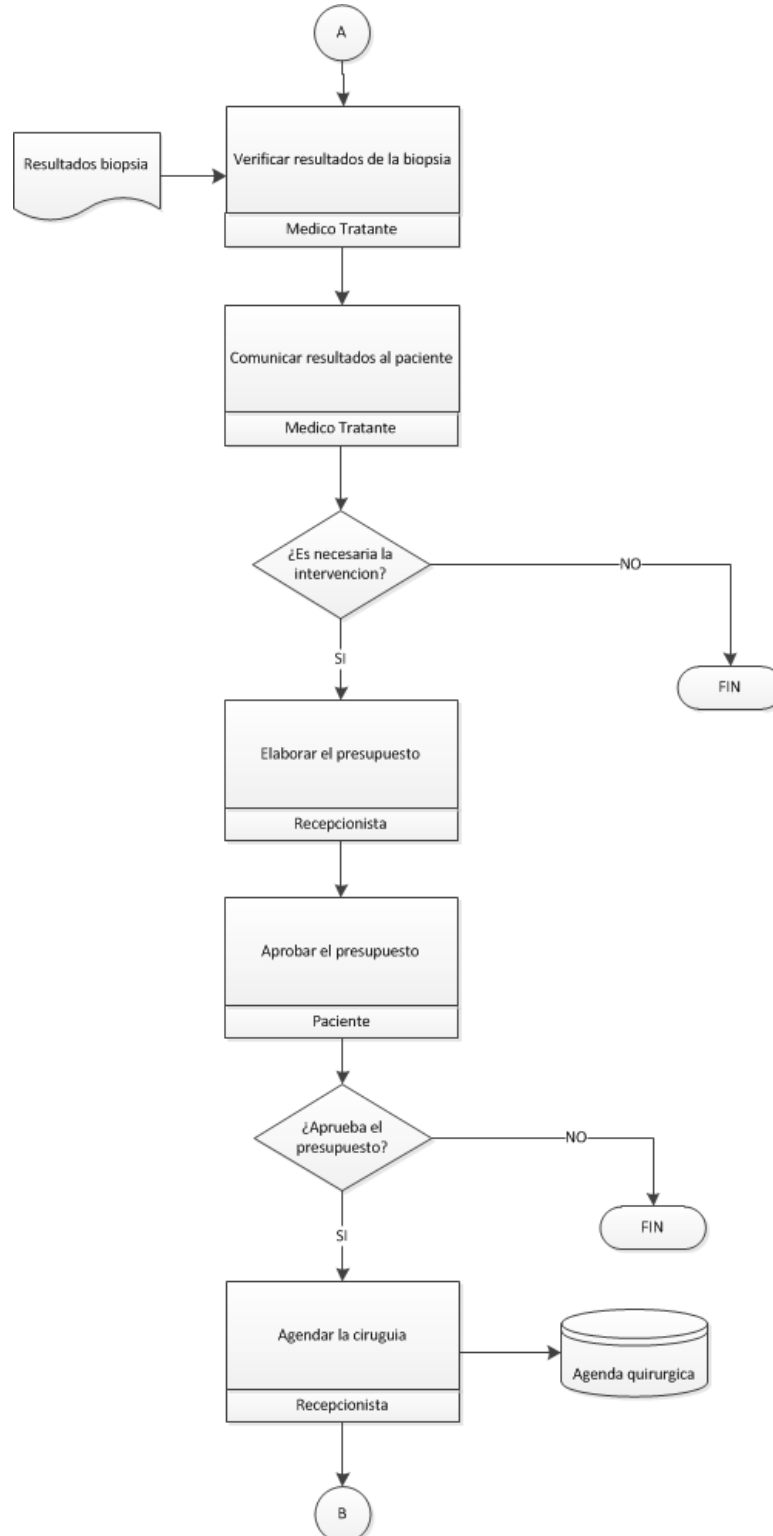 A
Resultados biopsia
Verificar resultados de la biopsia
Medico Tratante
Comunicar resultados al paciente
Medico Tratante
¿Es necesaria la
intervencion?
NO
SI
FIN
Elaborar el presupuesto
Recepcionista
Aprobar el presupuesto
Paciente
¿Aprueba el
presupuesto?
NO
SI
FIN
Agendar la ciruguia
Agenda quirurgica
Recepcionista
B